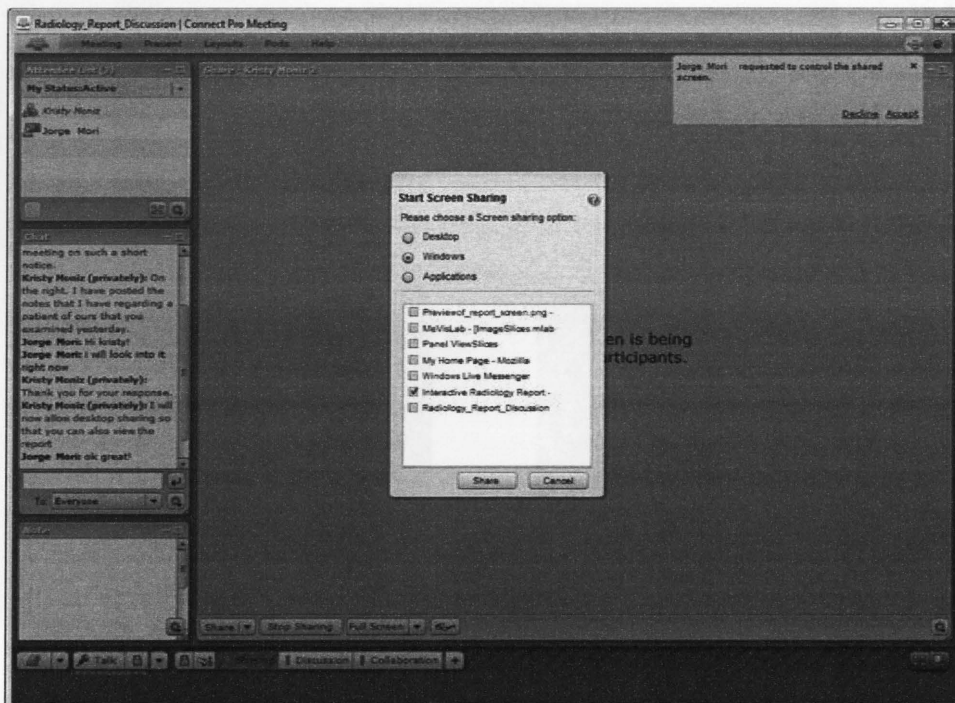 Radiology_Report_Discussion | Connect Pro Meeting
Meeting Present Layouts Pods Help
Attendee List (2)
My Status:Active
Kristy Moniz
Jorge Mori
Chat
meeting on such a short
notice.
Kristy Moniz (privately): On
the right, I have posted the
notes that I have regarding a
patient of ours that you
examined yesterday.
Jorge Mori: Hi kristy!
Jorge Mori: I will look into it
right now
Kristy Moniz (privately):
Thank you for your response.
Kristy Moniz (privately): I will
now allow desktop sharing so
that you can also view the
report
Jorge Mori: ok great!
To: Everyone
Note
Share - Kristy Moniz 2
Jorge Mori requested to control the shared
screen.
Decline Accept
Start Screen Sharing
Please choose a Screen sharing option:
Desktop
Windows
Applications
Previewof_report_screen.png -
MeVisLab - [ImageSlices.mlab
Panel ViewSlices
My Home Page - Mozilla
Windows Live Messenger
Interactive Radiology Report -
Radiology_Report_Discussion
Share Cancel
en is being
articipants.
Share Stop Sharing Full Screen
Talk Discussion Collaboration